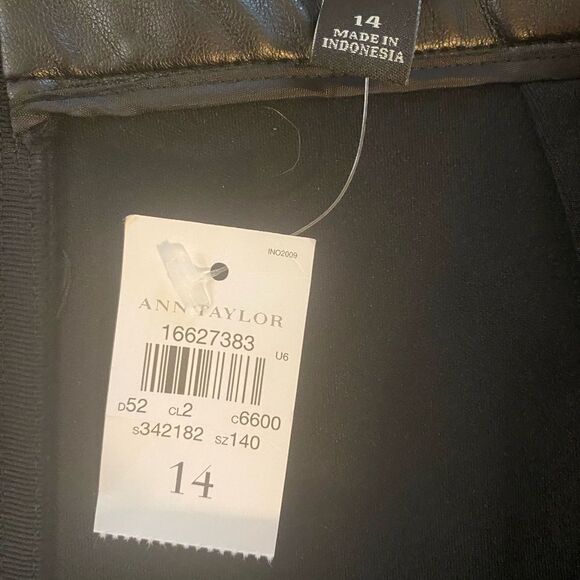 14
MADE IN
INDONESIA
INO2009
ANN TAYLOR
16627383
U6
D52 CL2 C6600
S342182 SZ140
14